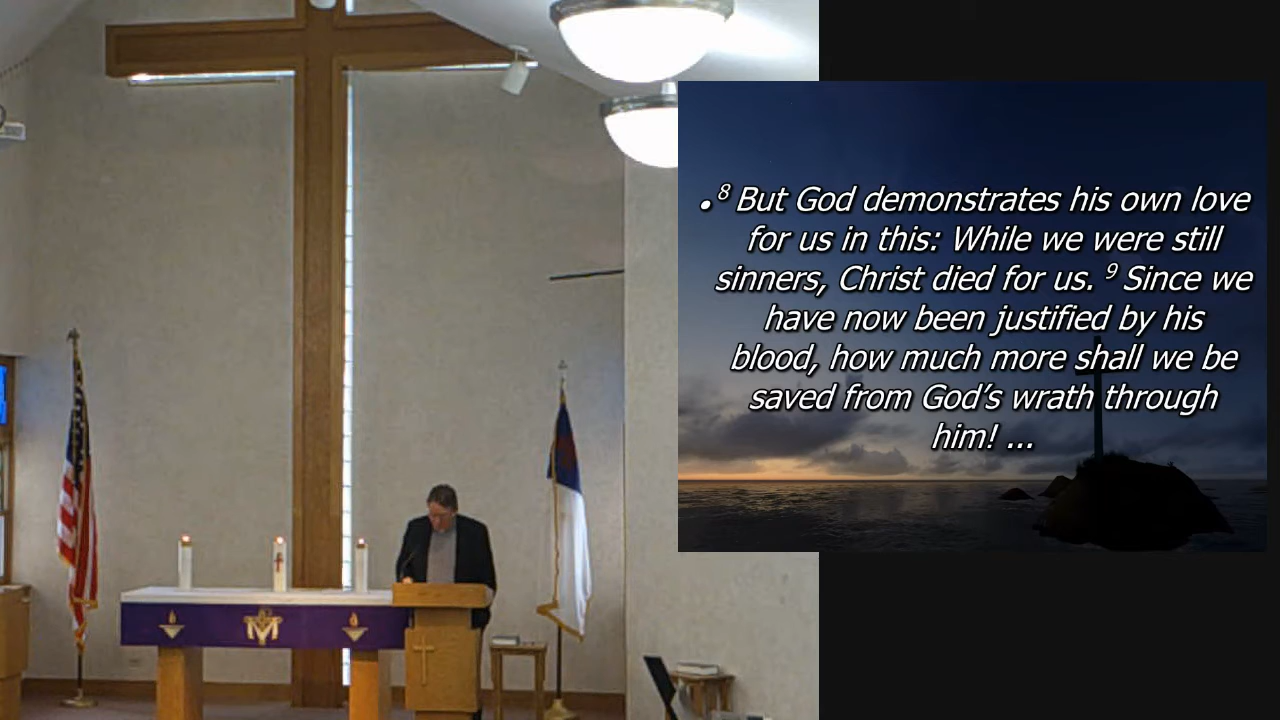 •⁸ But God demonstrates his own love
for us in this: While we were still
sinners, Christ died for us. ⁹ Since we
have now been justified by his
blood, how much more shall we be
saved from God's wrath through
him! ...